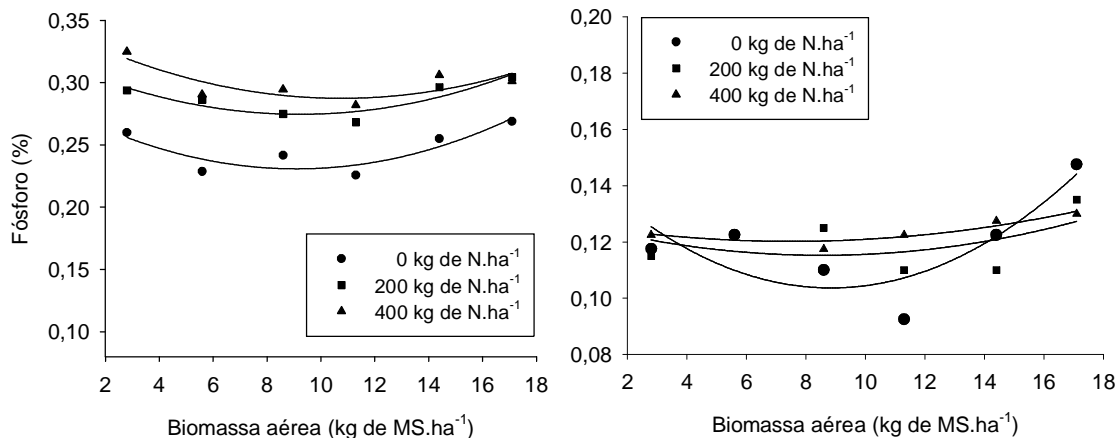 0,35
0,30
0,25
0,20
0,15
0,10
Fósforo (%)
0 kg de N.ha⁻¹
200 kg de N.ha⁻¹
400 kg de N.ha⁻¹
2 4 6 8 10 12 14 16 18
Biomassa aérea (kg de MS.ha⁻¹)
0,20
0,18
0,16
0,14
0,12
0,10
0,08
0 kg de N.ha⁻¹
200 kg de N.ha⁻¹
400 kg de N.ha⁻¹
2 4 6 8 10 12 14 16 18
Biomassa aérea (kg de MS.ha⁻¹)